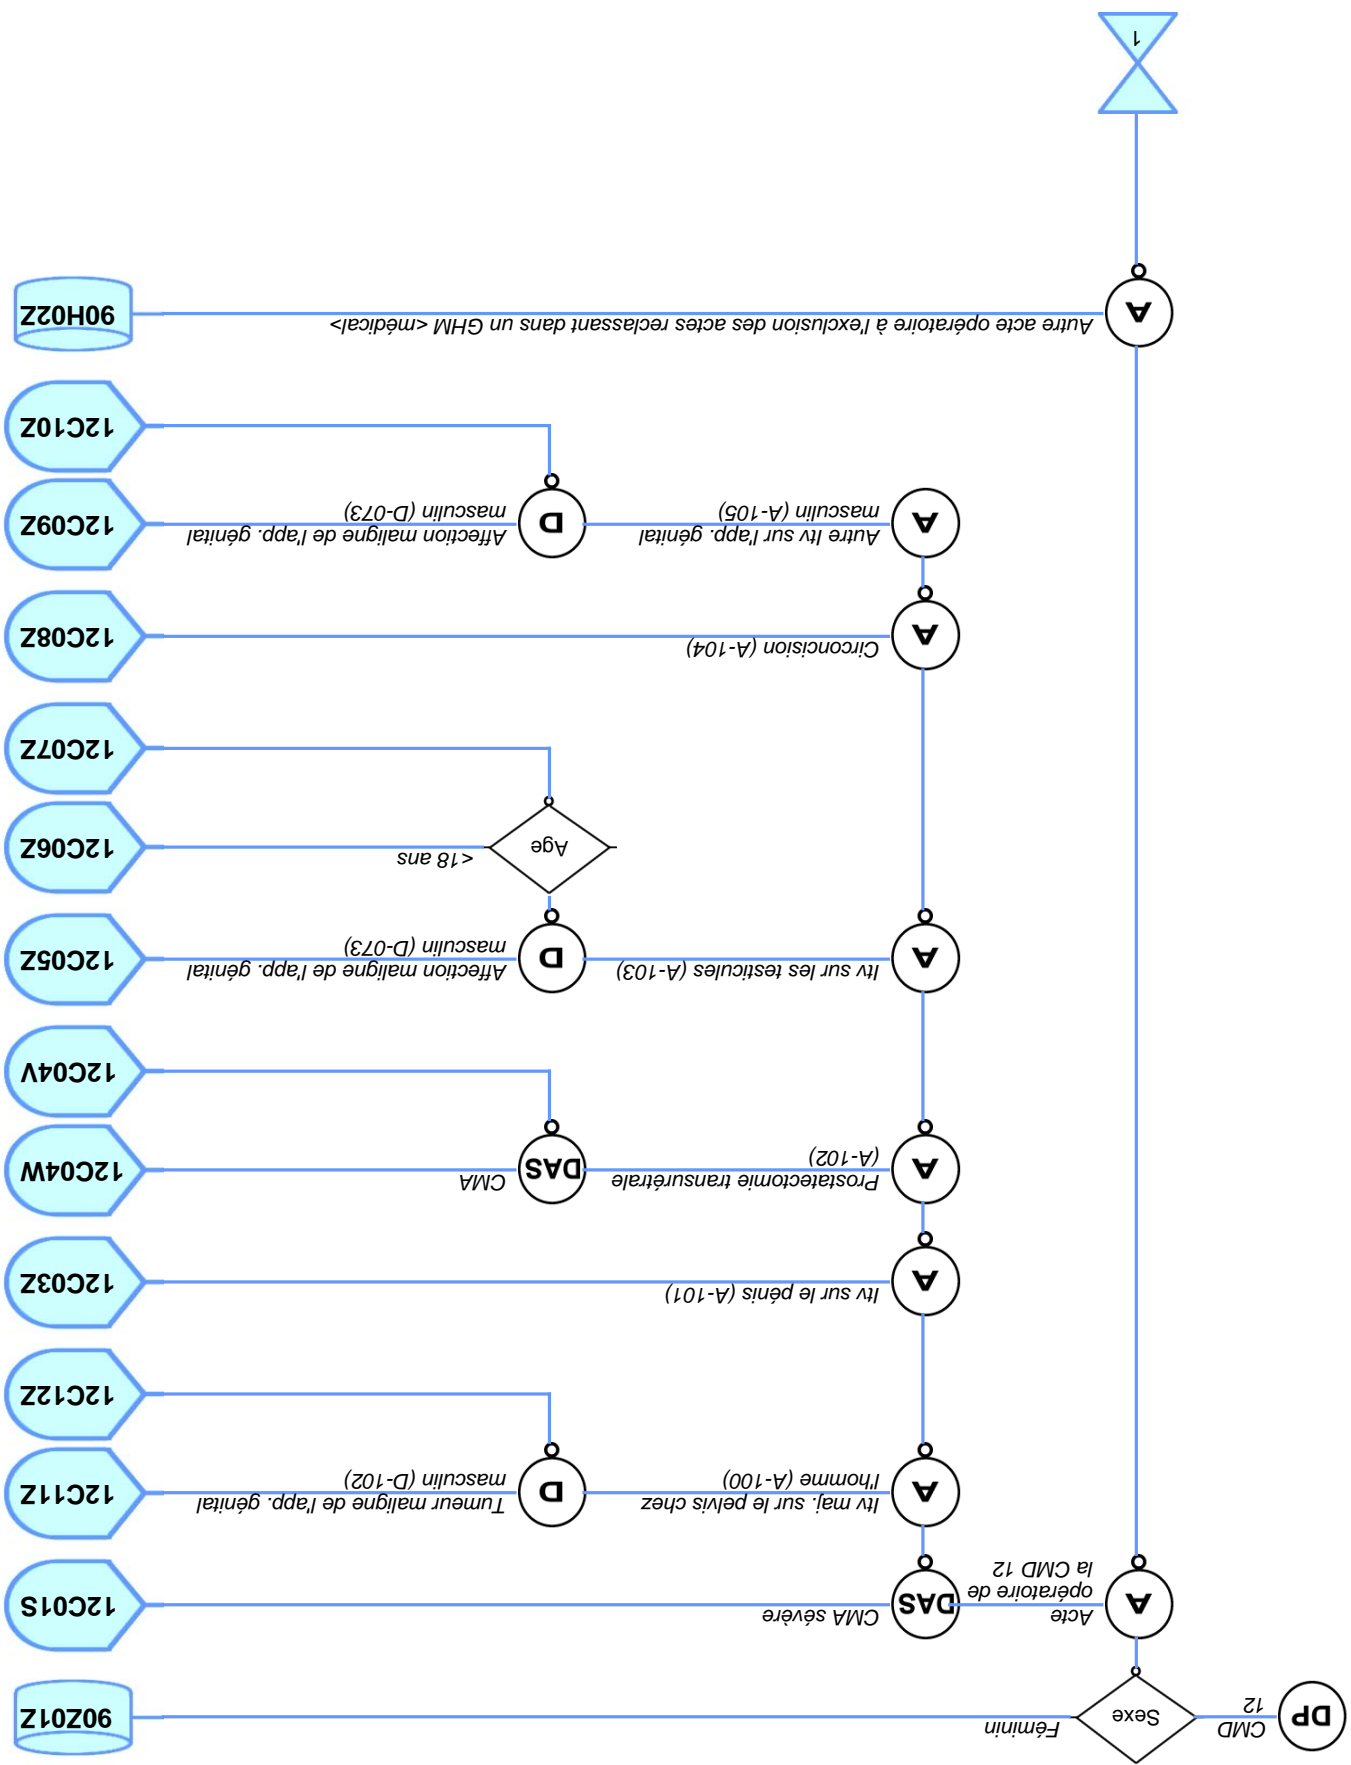 DP
CMD
12
Sexe
Féminin
90Z01Z
A
Acte
opératoire de
la CMD 12
DAS
CMA sévère
12C01S
A
Itv maj. sur le pelvis chez
l'homme (A-100)
D
Tumeur maligne de l'app. génital
masculin (D-102)
12C11Z
12C12Z
A
Itv sur le pénis (A-101)
12C03Z
A
Prostatectomie transurétrale
(A-102)
DAS
CMA
12C04W
12C04V
A
Itv sur les testicules (A-103)
D
Affection maligne de l'app. génital
masculin (D-073)
12C05Z
Age
<18 ans
12C06Z
12C07Z
A
Circoncision (A-104)
12C08Z
A
Autre Itv sur l'app. génital
masculin (A-105)
D
Affection maligne de l'app. génital
masculin (D-073)
12C09Z
12C10Z
A
Autre acte opératoire à l'exclusion des actes reclassant dans un GHM <médical>
90H02Z
1